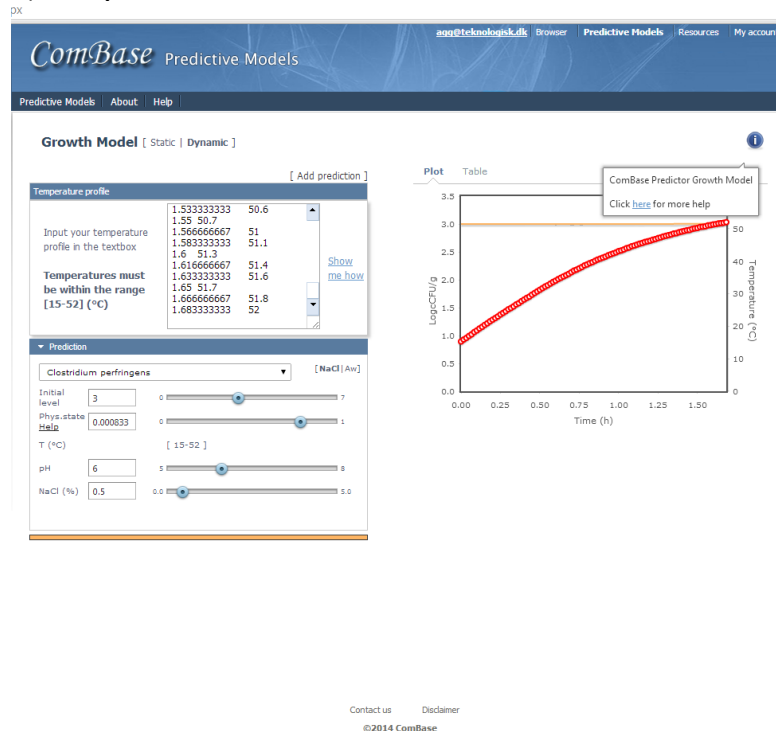 px
agg@teknologisk.dk Browser Predictive Models Resources My accoun
ComBase Predictive Models
Predictive Models About Help
Growth Model [ Static | Dynamic ]
[ Add prediction ]
Temperature profile
Input your temperature
profile in the textbox
Temperatures must
be within the range
[15-52] (°C)
1.533333333 50.6
1.55 50.7
1.566666667 51
1.583333333 51.1
1.6 51.3
1.616666667 51.4
1.633333333 51.6
1.65 51.7
1.666666667 51.8
1.683333333 52
Show
me how
Prediction
Clostridium perfringens
[NaCl|Aw]
Initial
level
3
0
7
Phys.state
Help
0.000833
0
1
T (°C)
[ 15-52 ]
pH
6
5
8
NaCl (%)
0.5
0.0
5.0
Plot Table
i
ComBase Predictor Growth Model
Click here for more help
LogcCFU/g
3.5
3.0
2.5
2.0
1.5
1.0
0.5
0.0
0.00 0.25 0.50 0.75 1.00 1.25 1.50
Time (h)
50
40
30
20
10
0
Temperature (°C)
Contact us Disclaimer
©2014 ComBase